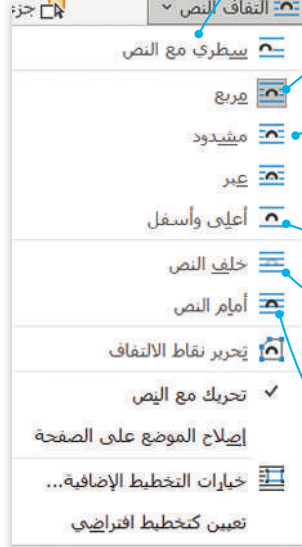 التفاف النص
سطري مع النص
مربع
مشدود
عبر
أعلى وأسفل
خلف النص
أمام النص
تحرير نقاط الالتفاف
تحريك مع النص
إصلاح الموضع على الصفحة
خيارات التخطيط الإضافية...
تعيين كتخطيط افتراضي